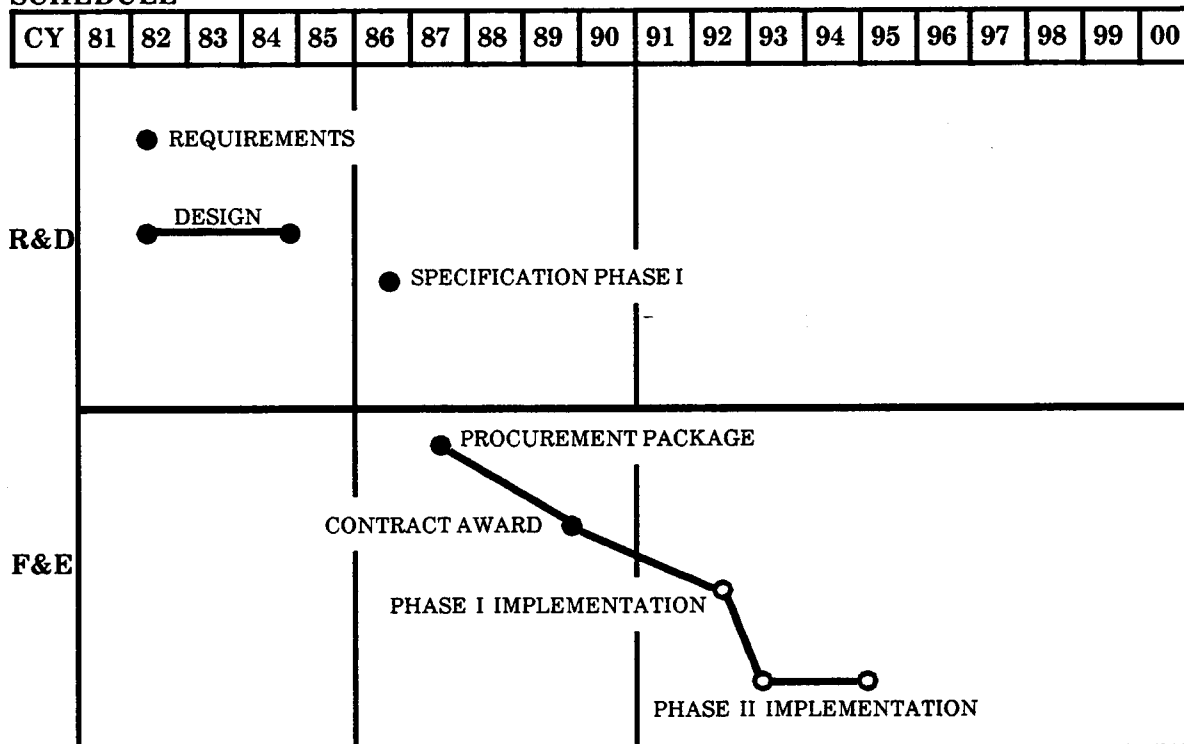 SCHEDULE
CY 81 82 83 84 85 86 87 88 89 90 91 92 93 94 95 96 97 98 99 00
REQUIREMENTS
DESIGN
R&D
SPECIFICATION PHASE I
PROCUREMENT PACKAGE
CONTRACT AWARD
F&E
PHASE I IMPLEMENTATION
PHASE II IMPLEMENTATION